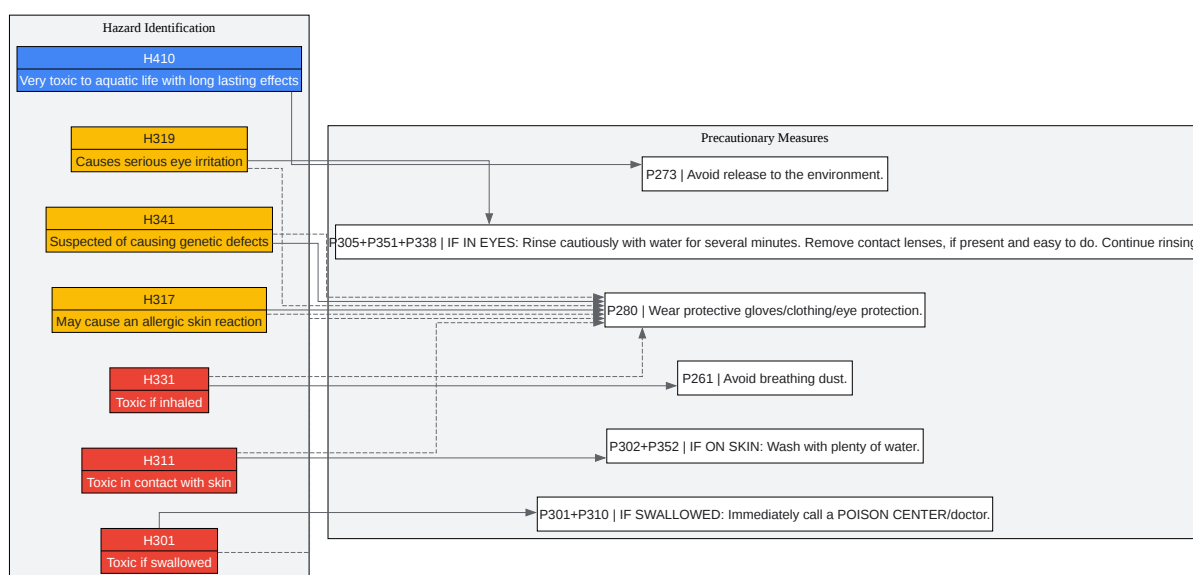 Hazard Identification
H410
Very toxic to aquatic life with long lasting effects
H319
Causes serious eye irritation
H341
Suspected of causing genetic defects
H317
May cause an allergic skin reaction
H331
Toxic if inhaled
H311
Toxic in contact with skin
H301
Toxic if swallowed
Precautionary Measures
P273 | Avoid release to the environment.
P305+P351+P338 | IF IN EYES: Rinse cautiously with water for several minutes. Remove contact lenses, if present and easy to do. Continue rinsing
P280 | Wear protective gloves/clothing/eye protection.
P261 | Avoid breathing dust.
P302+P352 | IF ON SKIN: Wash with plenty of water.
P301+P310 | IF SWALLOWED: Immediately call a POISON CENTER/doctor.